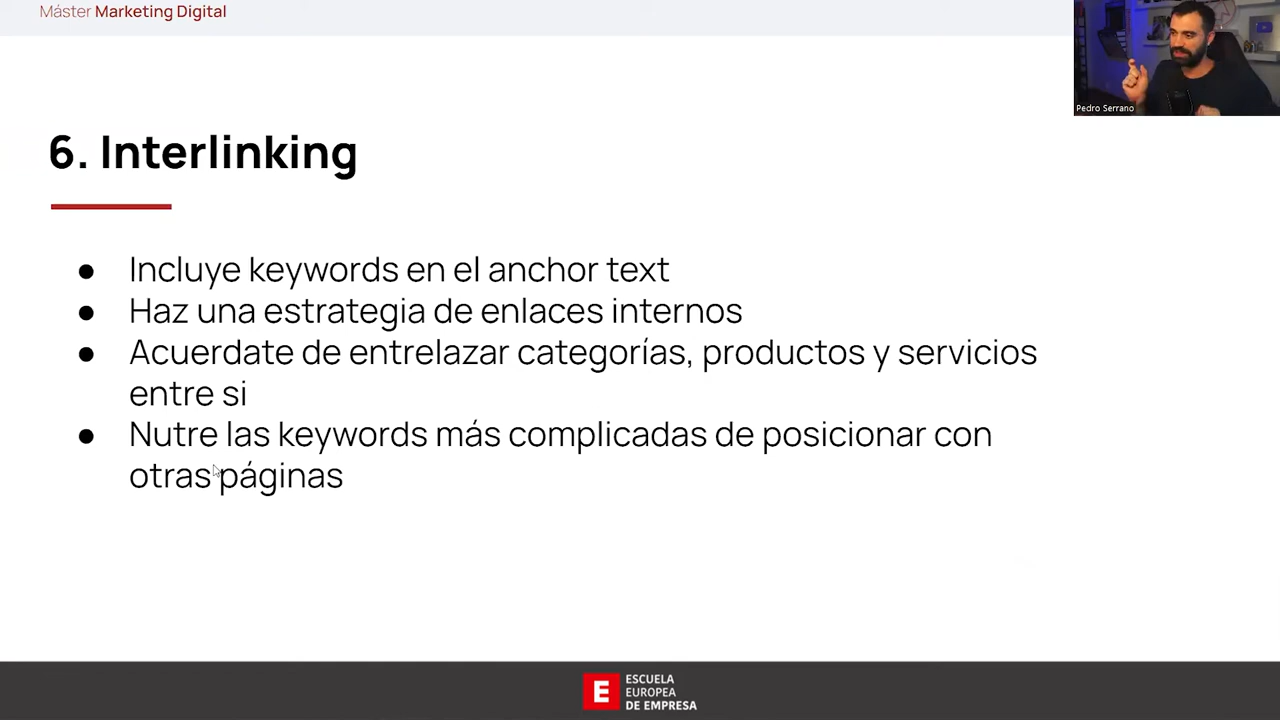 Máster Marketing Digital
Pedro Serrano
6. Interlinking
● Incluye keywords en el anchor text
● Haz una estrategia de enlaces internos
● Acuerdate de entrelazar categorías, productos y servicios
entre si
● Nutre las keywords más complicadas de posicionar con
otras páginas
E
ESCUELA
EUROPEA
DE EMPRESA